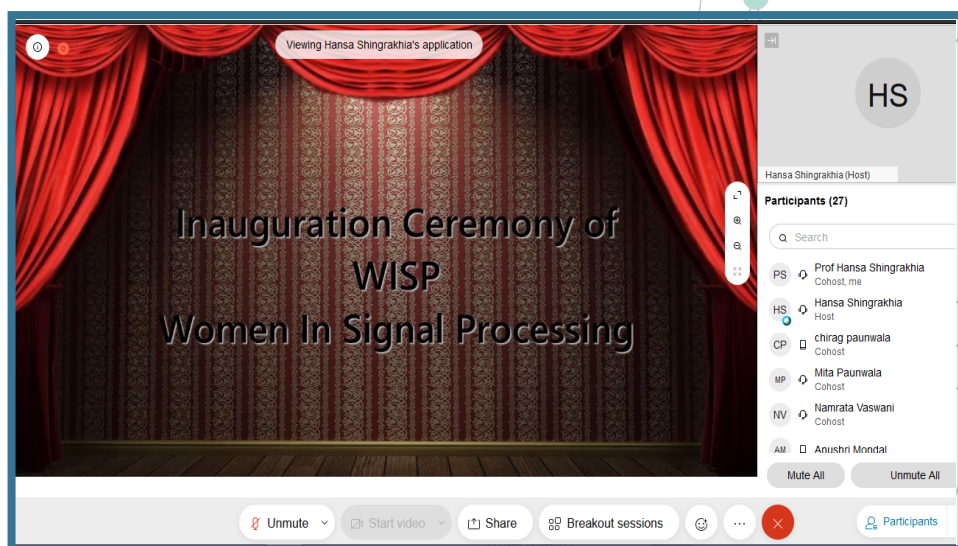 Viewing Hansa Shingrakhia's application
Inauguration Ceremony of
WISP
Women In Signal Processing
HS
Hansa Shingrakhia (Host)
Participants (27)
Search
PS Prof Hansa Shingrakhia
Cohost, me
HS Hansa Shingrakhia
Host
CP chirag paunwala
Cohost
MP Mita Paunwala
Cohost
NV Namrata Vaswani
Cohost
AM Anushri Mondal
Mute All Unmute All
Unmute Start video Share Breakout sessions Participants